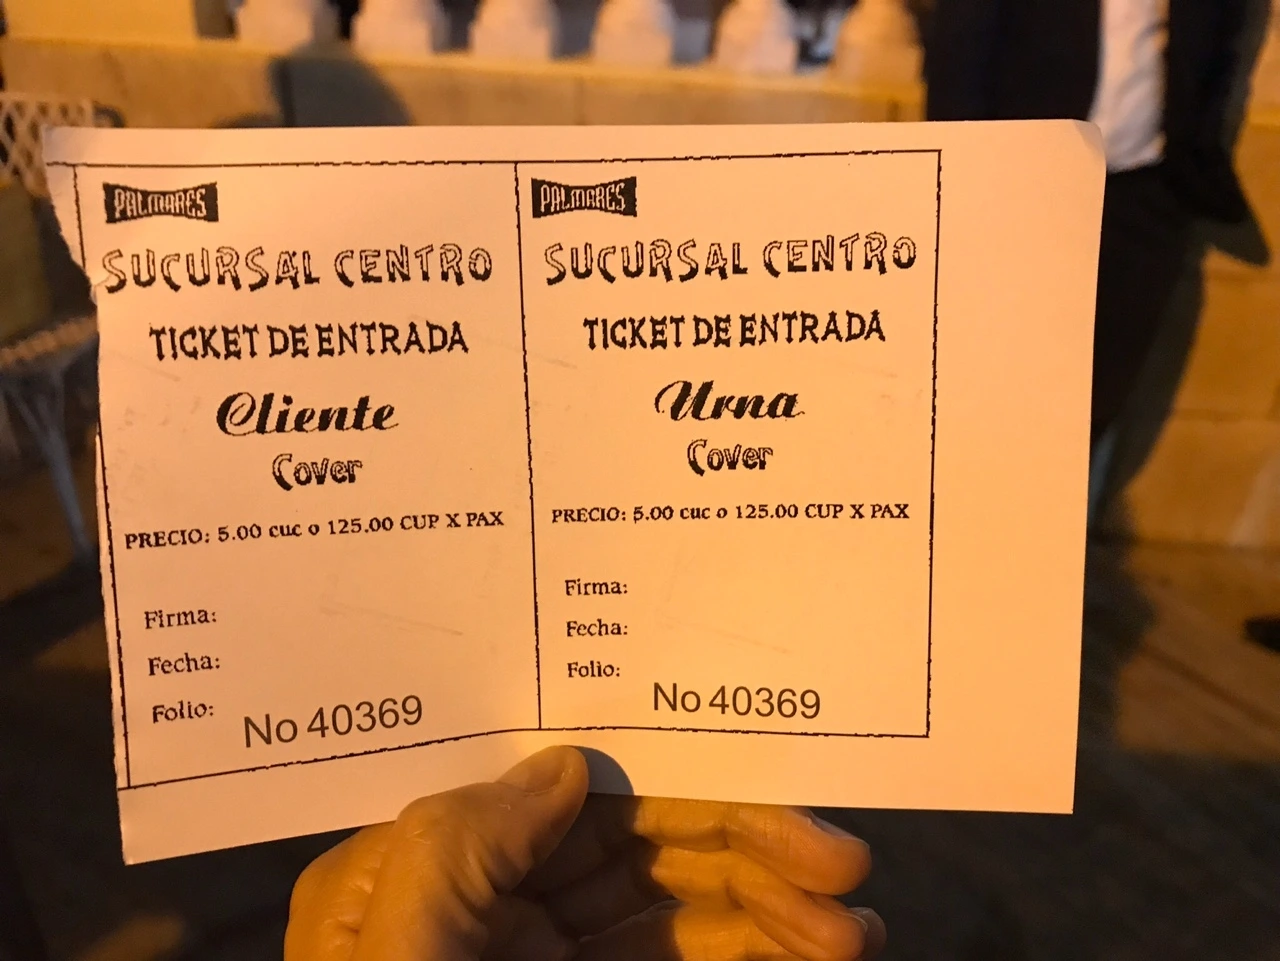 PALMARES
SUCURSAL CENTRO
TICKET DE ENTRADA
Cliente
Cover
PRECIO: 5.00 cuc o 125.00 CUP X PAX
Firma:
Fecha:
Folio:
No 40369
PALMARES
SUCURSAL CENTRO
TICKET DE ENTRADA
Urna
Cover
PRECIO: 5.00 cuc o 125.00 CUP X PAX
Firma:
Fecha:
Folio:
No 40369